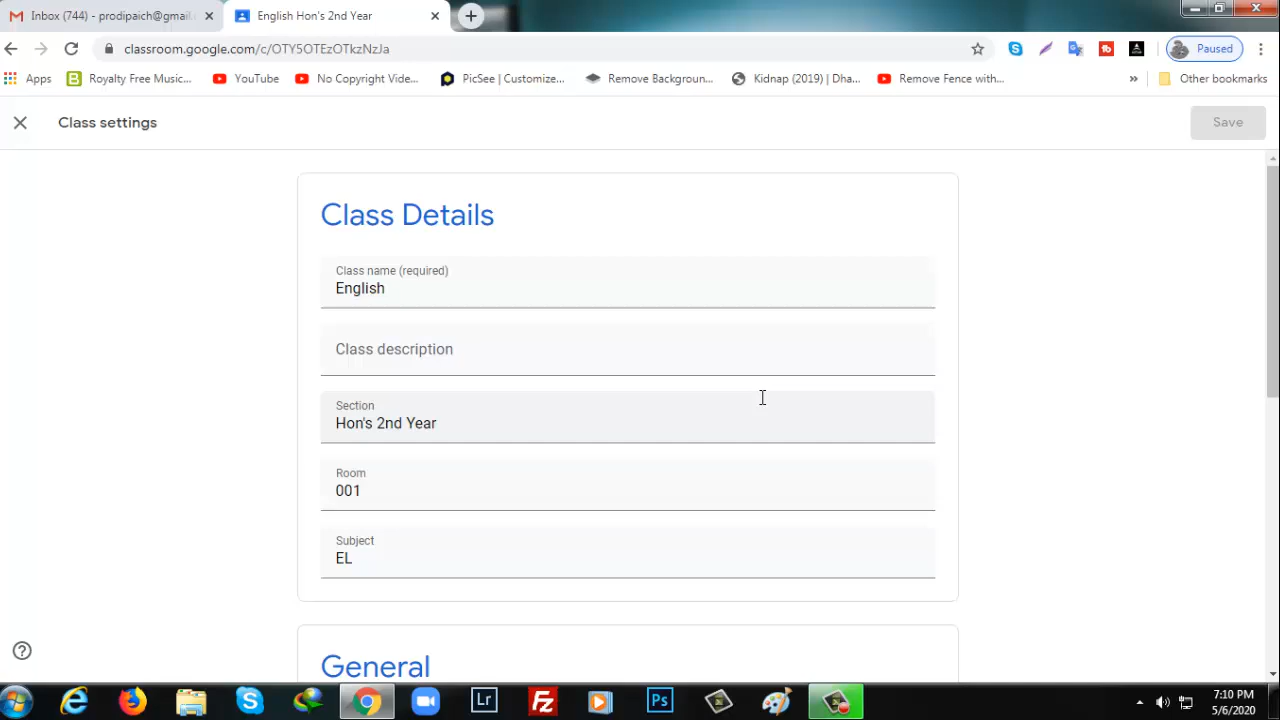 Inbox (744) - prodipaich@gmail.
English Hon's 2nd Year
classroom.google.com/c/OTY5OTEzOTkzNzJa
Paused
Apps
Royalty Free Music...
YouTube
No Copyright Vide...
PicSee | Customize...
Remove Backgroun...
Kidnap (2019) | Dha...
Remove Fence with...
»
Other bookmarks
Class settings
Save
Class Details
Class name (required)
English
Class description
Section
Hon's 2nd Year
Room
001
Subject
EL
General
Lr
Fz
Ps
7:10 PM
5/6/2020